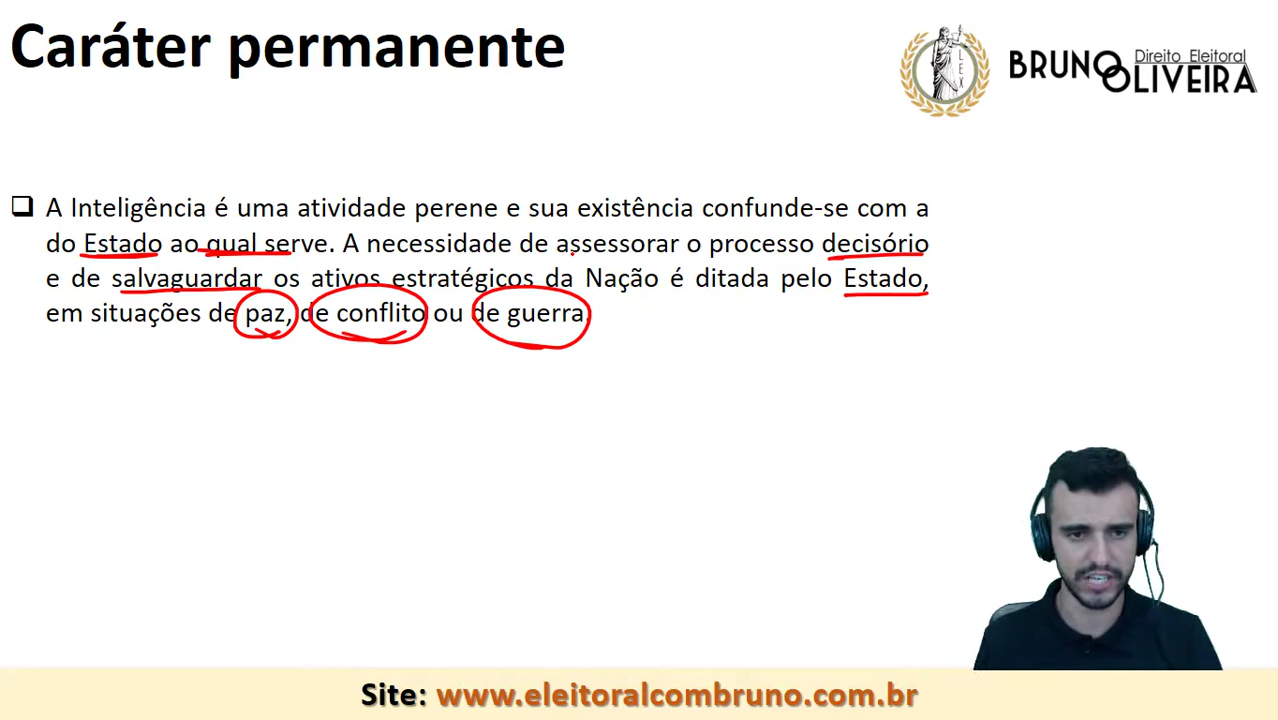 Caráter permanente
LEX
BRUNO OLIVEIRA
Direito Eleitoral
❑ A Inteligência é uma atividade perene e sua existência confunde-se com a
do Estado ao qual serve. A necessidade de assessorar o processo decisório
e de salvaguardar os ativos estratégicos da Nação é ditada pelo Estado,
em situações de paz, de conflito ou de guerra.
Site: www.eleitoralcombruno.com.br